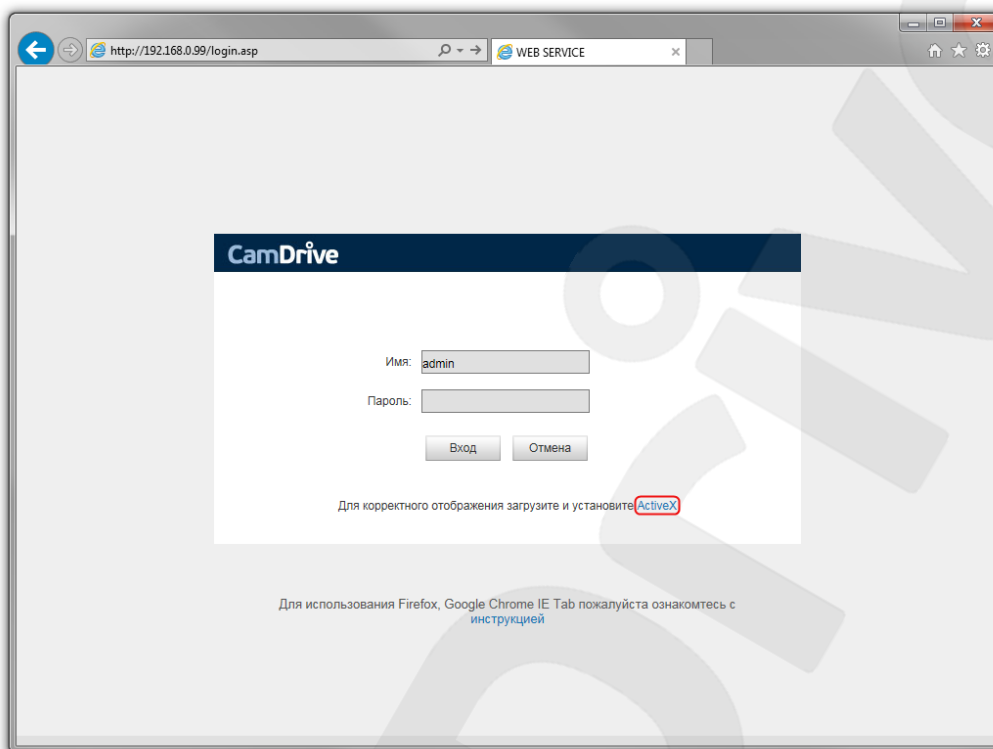 http://192.168.0.99/login.asp
WEB SERVICE
CamDrive
Имя: admin
Пароль:
Вход Отмена
Для корректного отображения загрузите и установите ActiveX
Для использования Firefox, Google Chrome IE Tab пожалуйста ознакомтесь с
инструкцией